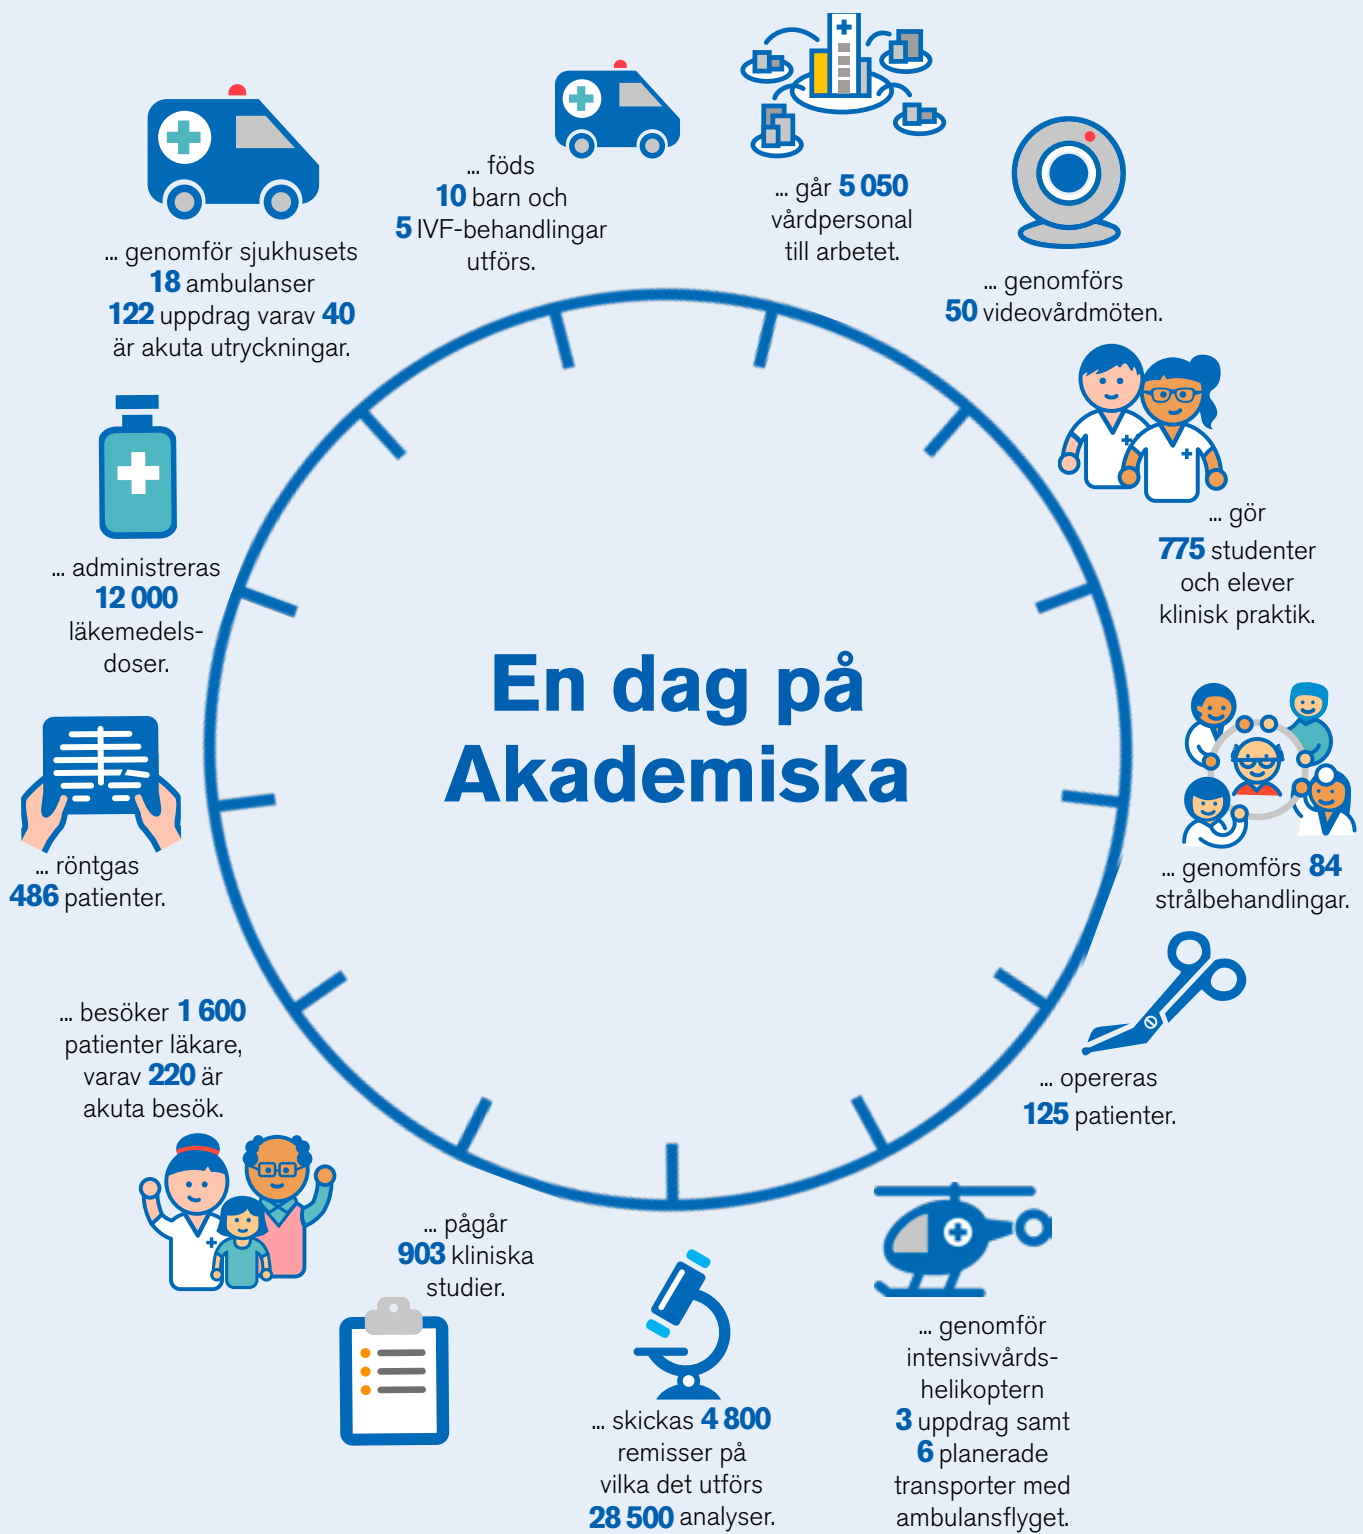 ... föds
10 barn och
5 IVF-behandlingar
utförs.
... går 5 050
vårdpersonal
till arbetet.
... genomförs
50 videovårdmöten.
... gör
775 studenter
och elever
klinisk praktik.
... genomförs 84
strålbehandlingar.
... opereras
125 patienter.
... genomför
intensivvårds-
helikoptern
3 uppdrag samt
6 planerade
transporter med
ambulansflyget.
... skickas 4 800
remisser på
vilka det utförs
28 500 analyser.
... pågår
903 kliniska
studier.
... besöker 1 600
patienter läkare,
varav 220 är
akuta besök.
... röntgas
486 patienter.
... administreras
12 000
läkemedels-
doser.
... genomför sjukhusets
18 ambulanser
122 uppdrag varav 40
är akuta utryckningar.
En dag på
Akademiska